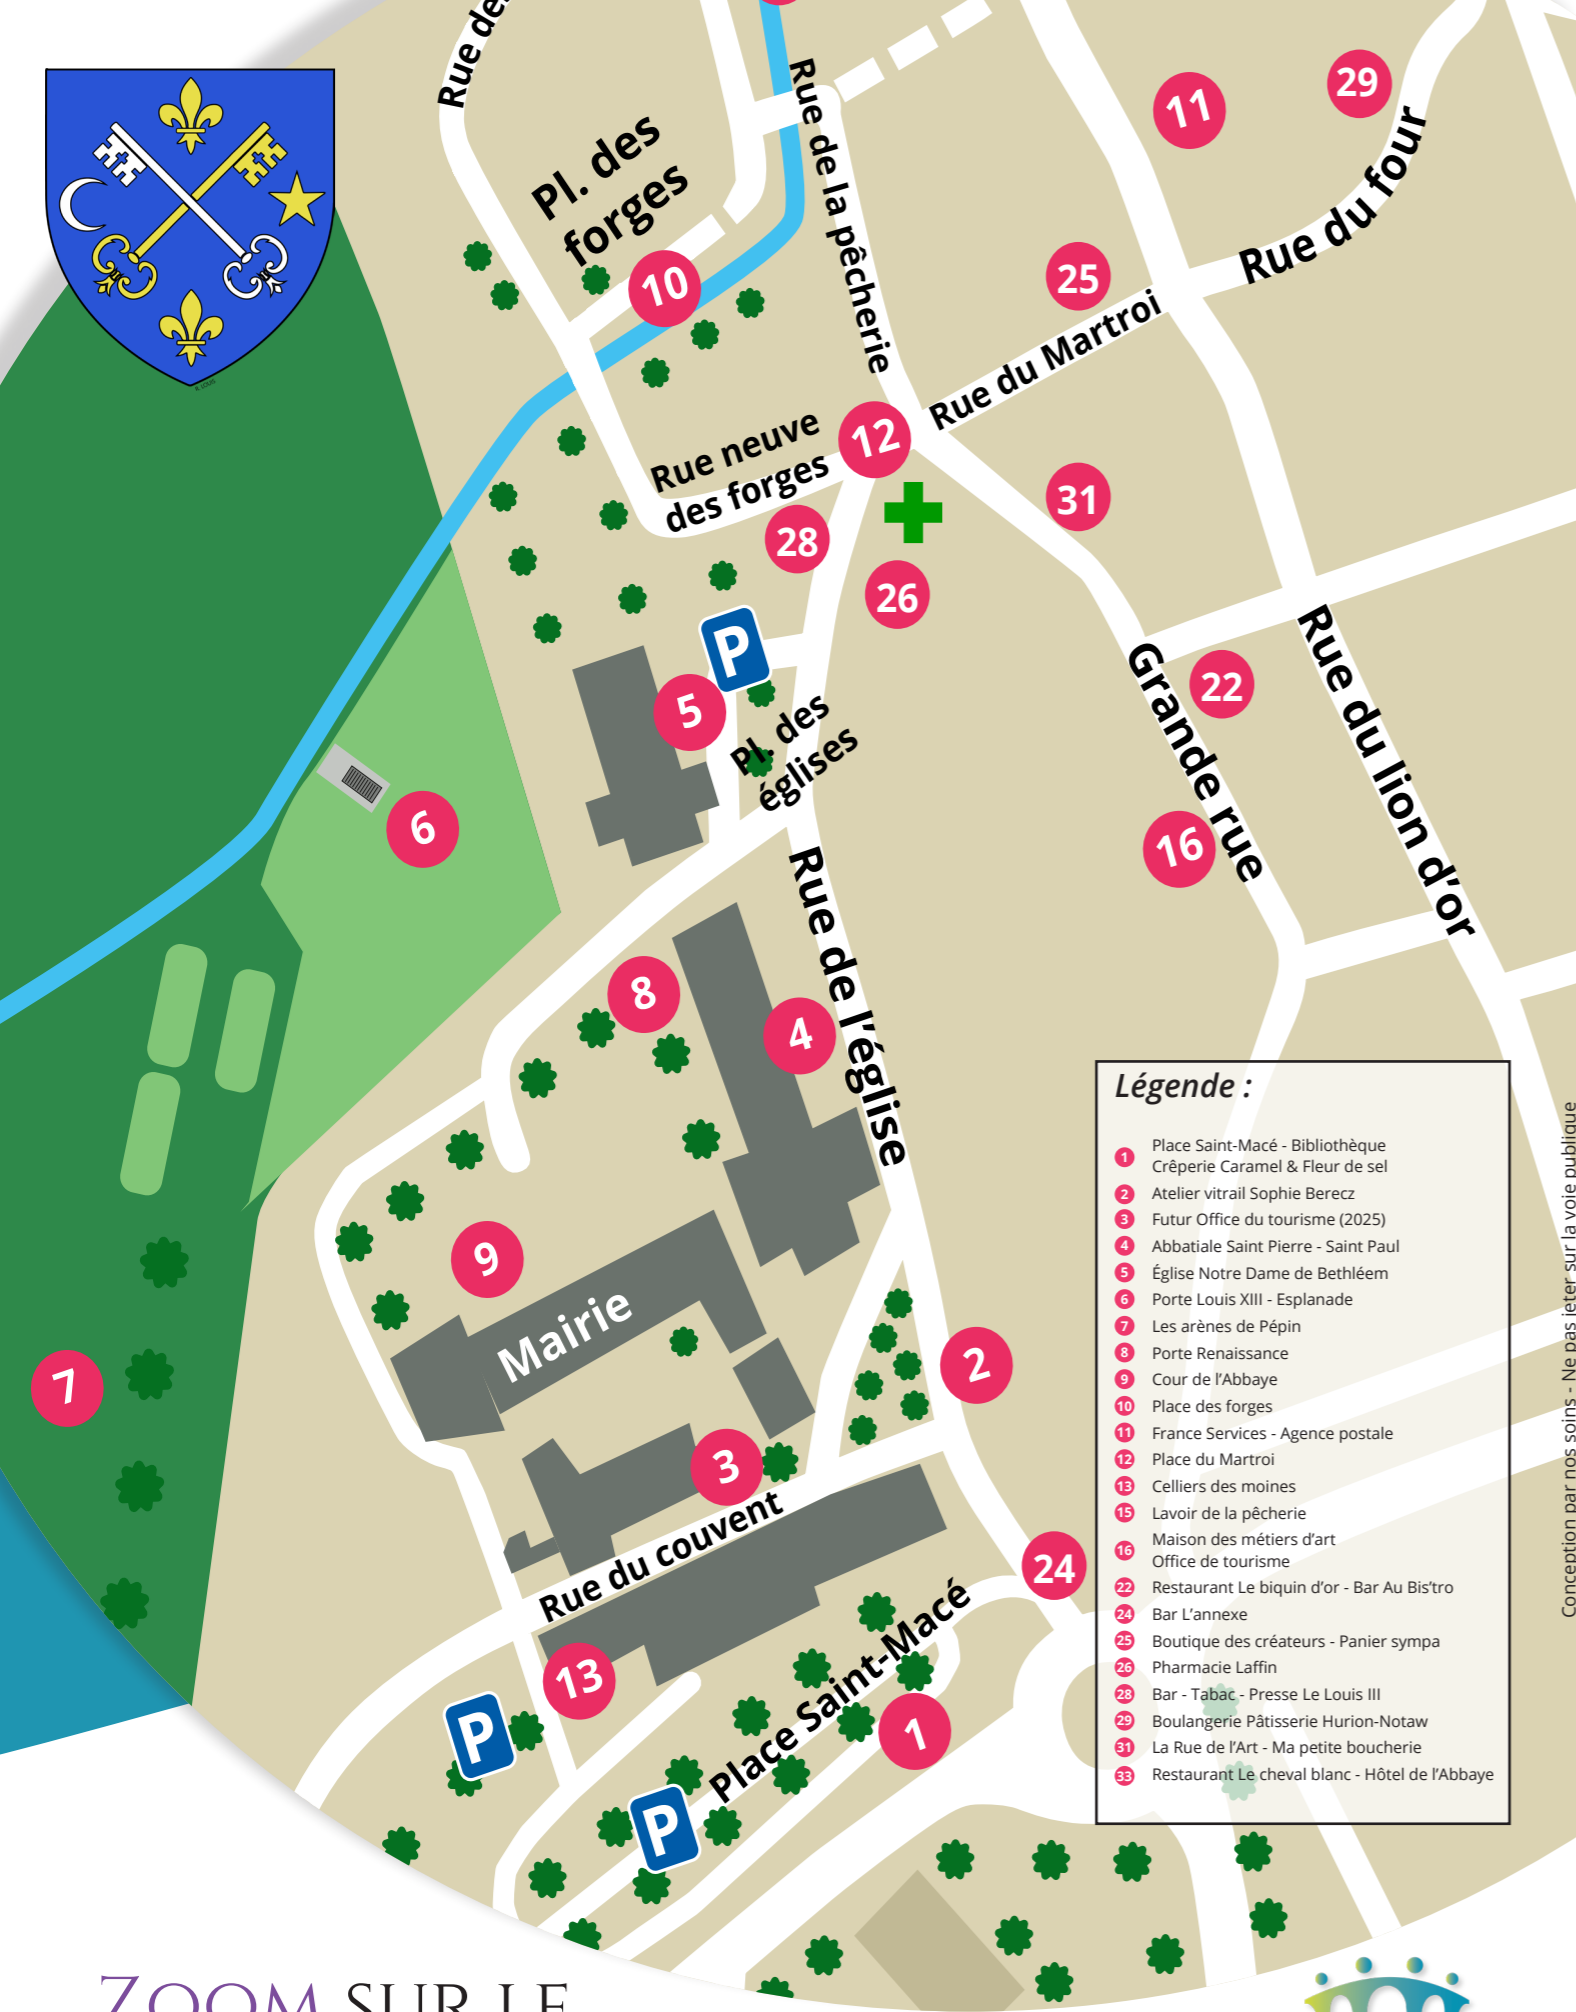 Rue de
Pl. des
forges
Rue de la pêcherie
11
29
Rue du four
25
10
Rue du Martroi
12
Rue neuve
des forges
28
26
31
P
5
Pl. des
églises
Grande rue
22
Rue du lion d'or
16
6
8
4
Rue de l'église
9
Mairie
7
2
3
Rue du couvent
24
13
P
Place Saint-Macé
1
P
Légende :
1 Place Saint-Macé - Bibliothèque
Crêperie Caramel & Fleur de sel
2 Atelier vitrail Sophie Berecz
3 Futur Office du tourisme (2025)
4 Abbatiale Saint Pierre - Saint Paul
5 Église Notre Dame de Bethléem
6 Porte Louis XIII - Esplanade
7 Les arènes de Pépin
8 Porte Renaissance
9 Cour de l'Abbaye
10 Place des forges
11 France Services - Agence postale
12 Place du Martroi
13 Celliers des moines
15 Lavoir de la pêcherie
16 Maison des métiers d'art
Office de tourisme
22 Restaurant Le biquin d'or - Bar Au Bis'tro
24 Bar L'annexe
25 Boutique des créateurs - Panier sympa
26 Pharmacie Laffin
28 Bar - Tabac - Presse Le Louis III
29 Boulangerie Pâtisserie Hurion-Notaw
31 La Rue de l'Art - Ma petite boucherie
33 Restaurant Le cheval blanc - Hôtel de l'Abbaye
Conception par nos soins - Ne pas jeter sur la voie publique
ZOOM SUR LE